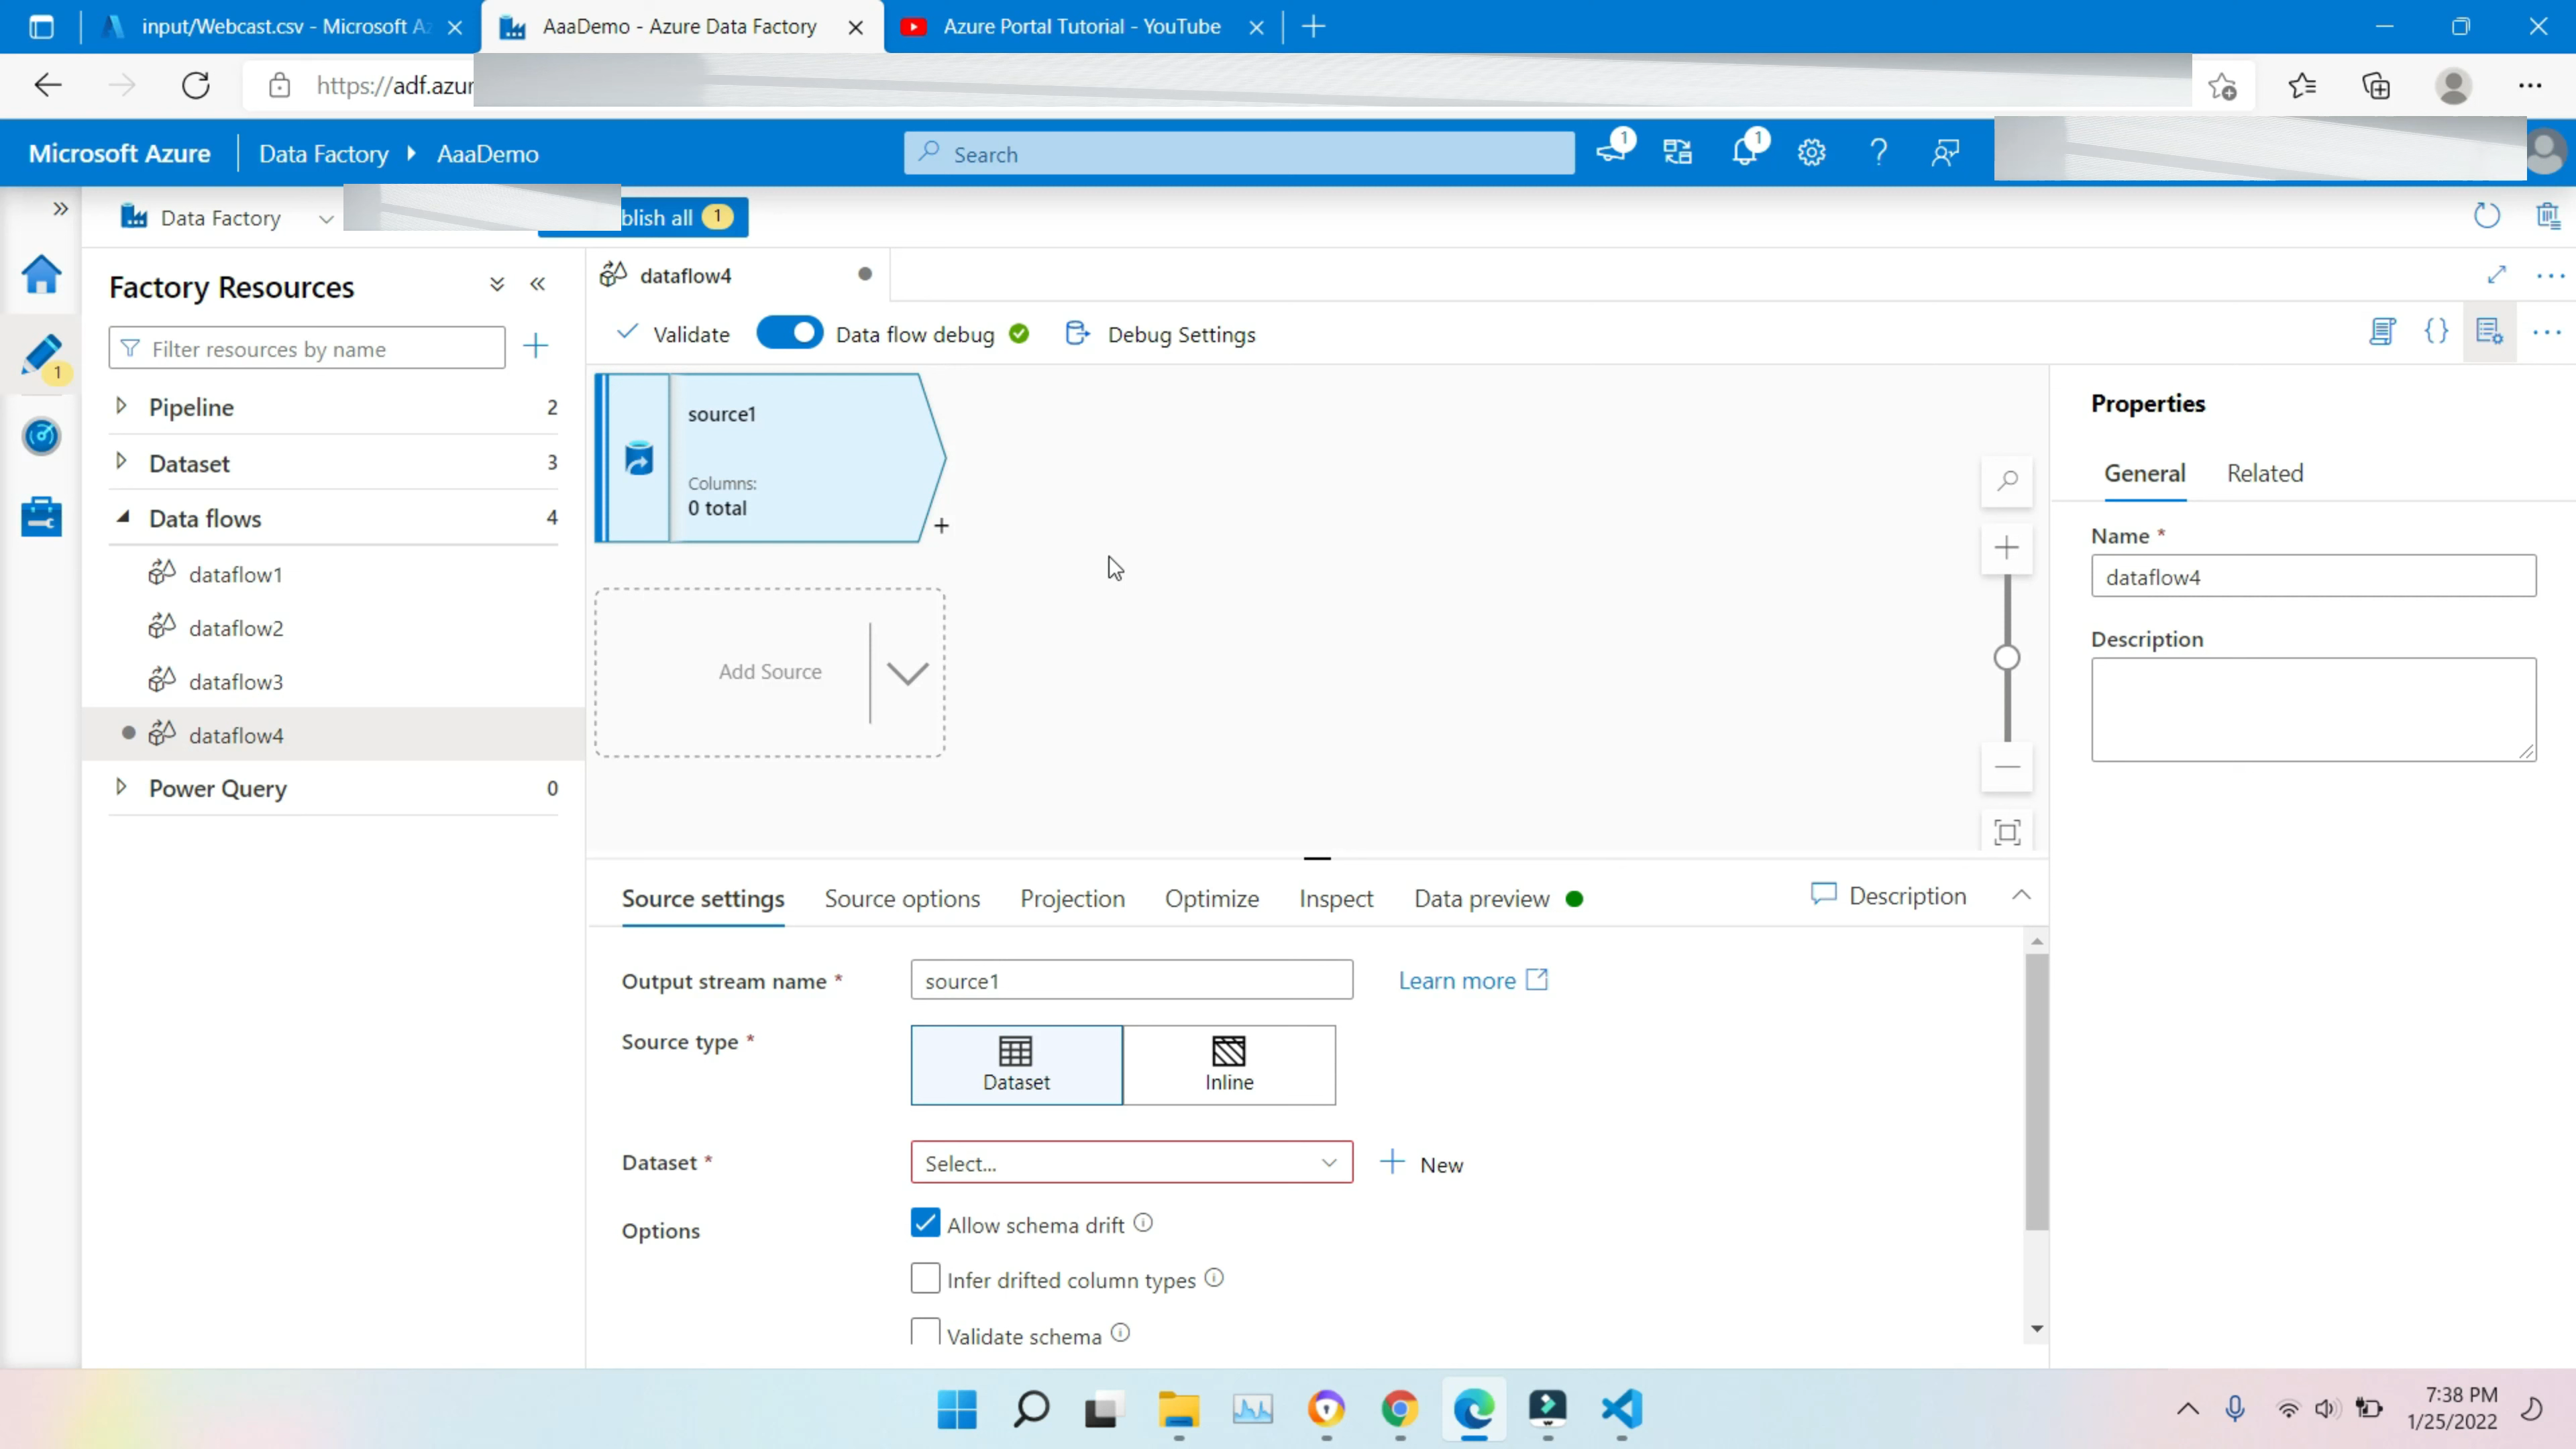 input/Webcast.csv - Microsoft Az
AaaDemo - Azure Data Factory
Azure Portal Tutorial - YouTube
https://adf.azur
Microsoft Azure
Data Factory
AaaDemo
Search
1
1
Data Factory
blish all 1
Factory Resources
Filter resources by name
1
Pipeline 2
Dataset 3
Data flows 4
dataflow1
dataflow2
dataflow3
dataflow4
Power Query 0
dataflow4
Validate
Data flow debug
Debug Settings
source1
Columns:
0 total
Add Source
Properties
General
Related
Name *
dataflow4
Description
Source settings
Source options
Projection
Optimize
Inspect
Data preview
Description
Output stream name *
source1
Learn more
Source type *
Dataset
Inline
Dataset *
Select...
New
Options
Allow schema drift
Infer drifted column types
Validate schema
7:38 PM
1/25/2022